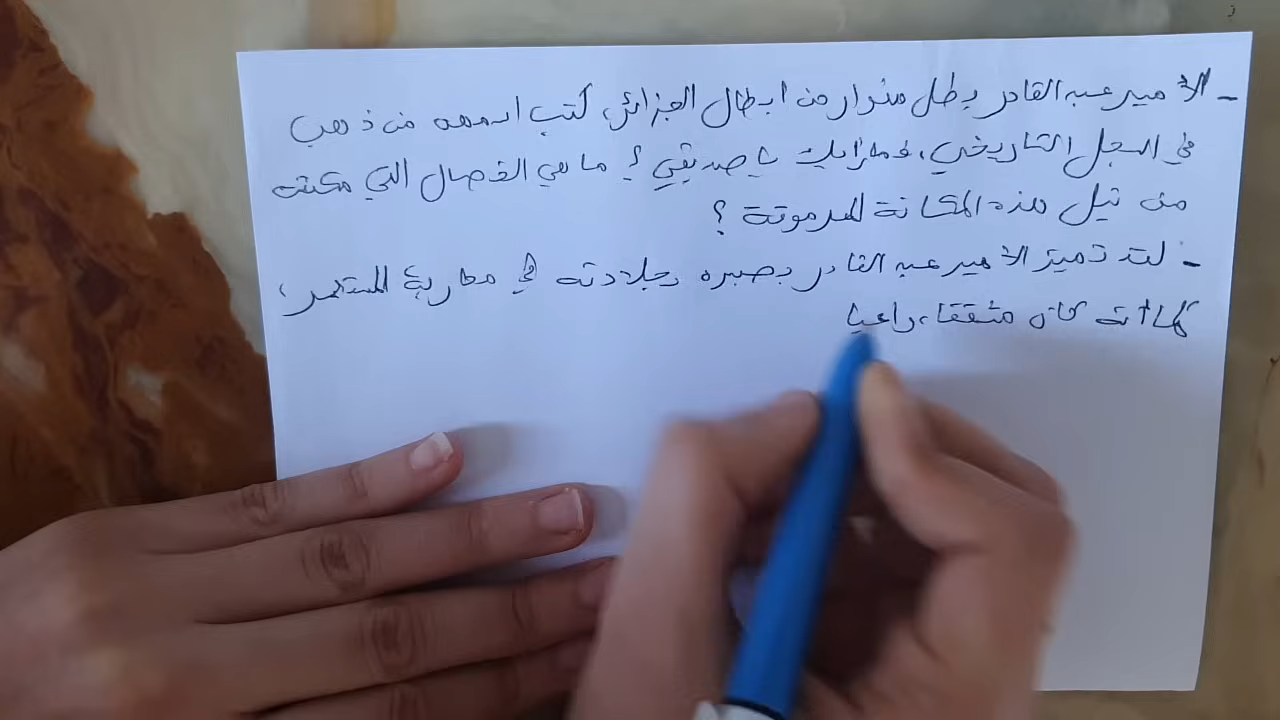 - الأمير عبد القادر بطل مغوار من أبطال الجزائر، كتب اسمه من ذهب
في السجل التاريخي، فما رأيك يا صديقي؟ ما هي الخصال التي مكنته
من نيل هذه المكانة المرموقة؟
- لقد تميز الأمير عبد القادر بصبره وجلادته في محاربة المستعمر،
كما أنه كان مثقفا، واعيا